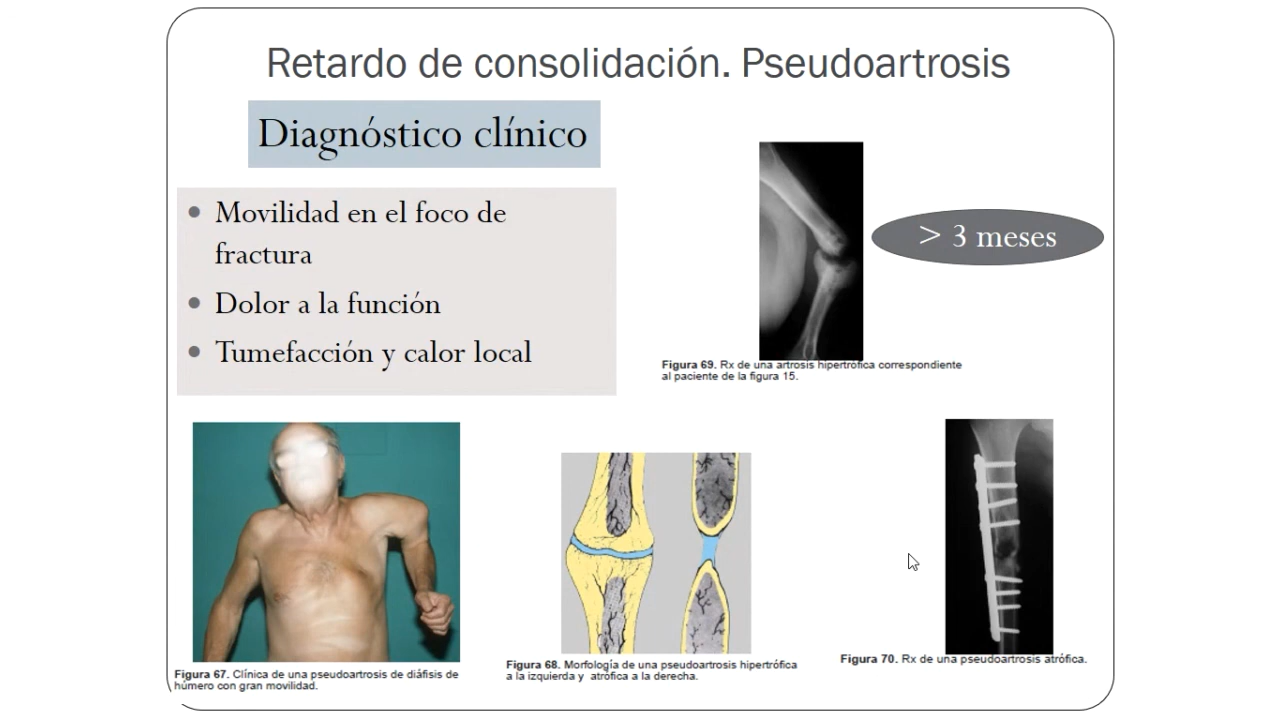 Retardo de consolidación. Pseudoartrosis
Diagnóstico clínico
• Movilidad en el foco de
fractura
• Dolor a la función
• Tumefacción y calor local
> 3 meses
Figura 69. Rx de una artrosis hipertrófica correspondiente
al paciente de la figura 15.
Figura 67. Clínica de una pseudoartrosis de diáfisis de
húmero con gran movilidad.
Figura 68. Morfología de una pseudoartrosis hipertrófica
a la izquierda y atrófica a la derecha.
Figura 70. Rx de una pseudoartrosis atrófica.